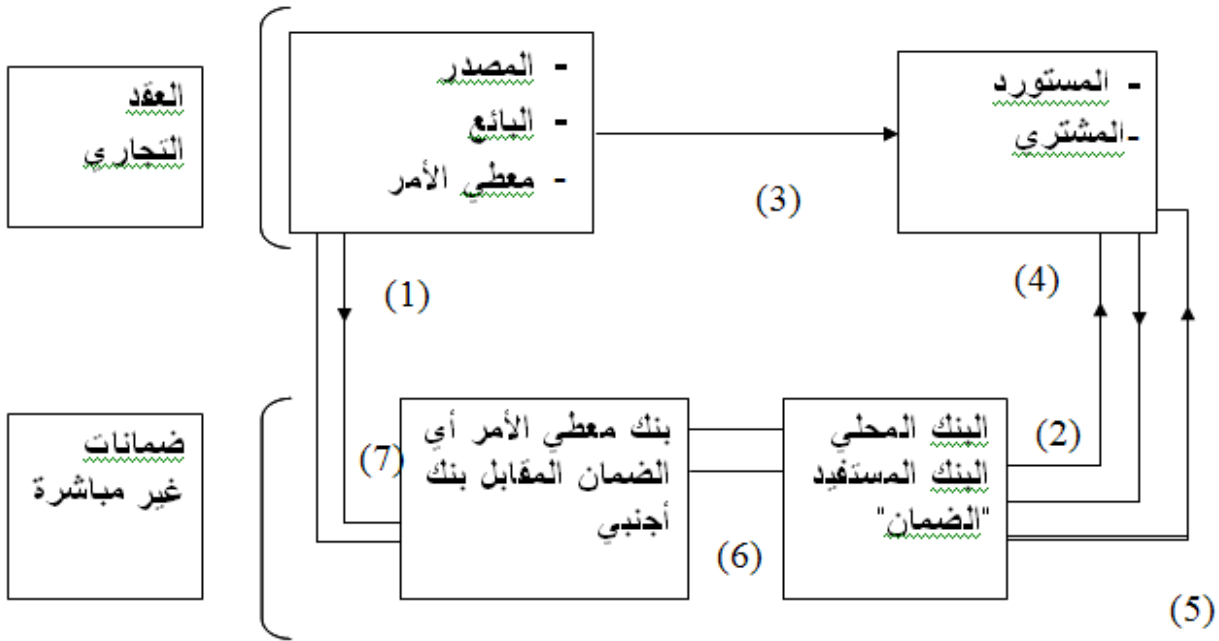 العقد
التجاري
- المصدر
- البائع
- معطي الأمر
- المستورد
-المشتري
(3)
(1)
(4)
ضمانات
غير مباشرة
(7)
بنك معطي الأمر أي
الضمان المقابل بنك
أجنبي
(6)
البنك المحلي
البنك المستفيد
"الضمان"
(2)
(5)